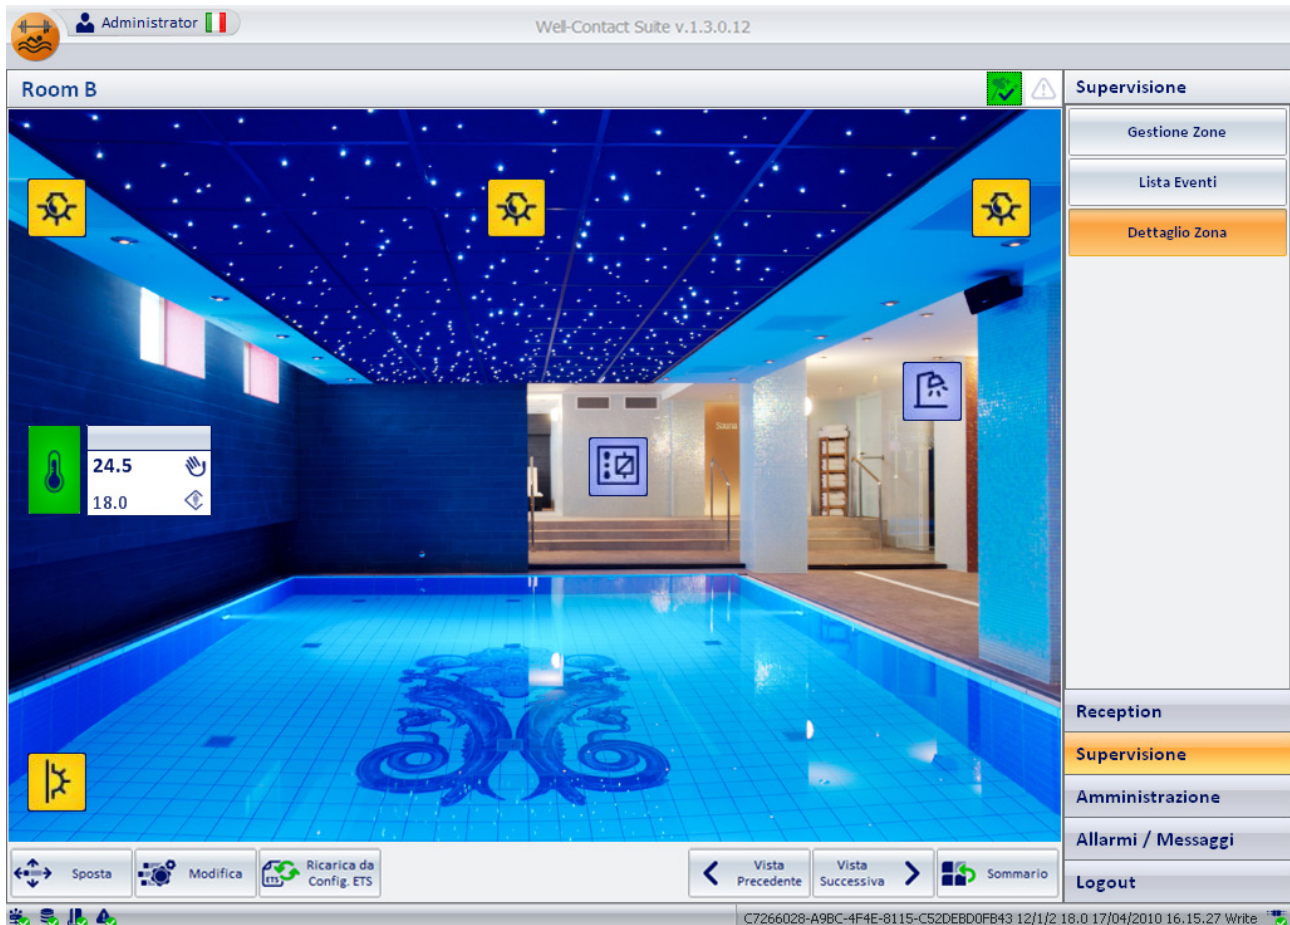 Administrator
Well-Contact Suite v.1.3.0.12
Room B
Supervisione
Gestione Zone
Lista Eventi
Dettaglio Zona
Sauna
24.5
18.0
Reception
Supervisione
Amministrazione
Allarmi / Messaggi
Logout
Sposta
Modifica
ETS
Ricarica da
Config. ETS
Vista
Precedente
Vista
Successiva
Sommario
C7266028-A9BC-4F4E-8115-C52DEBD0FB43 12/1/2 18.0 17/04/2010 16.15.27 Write